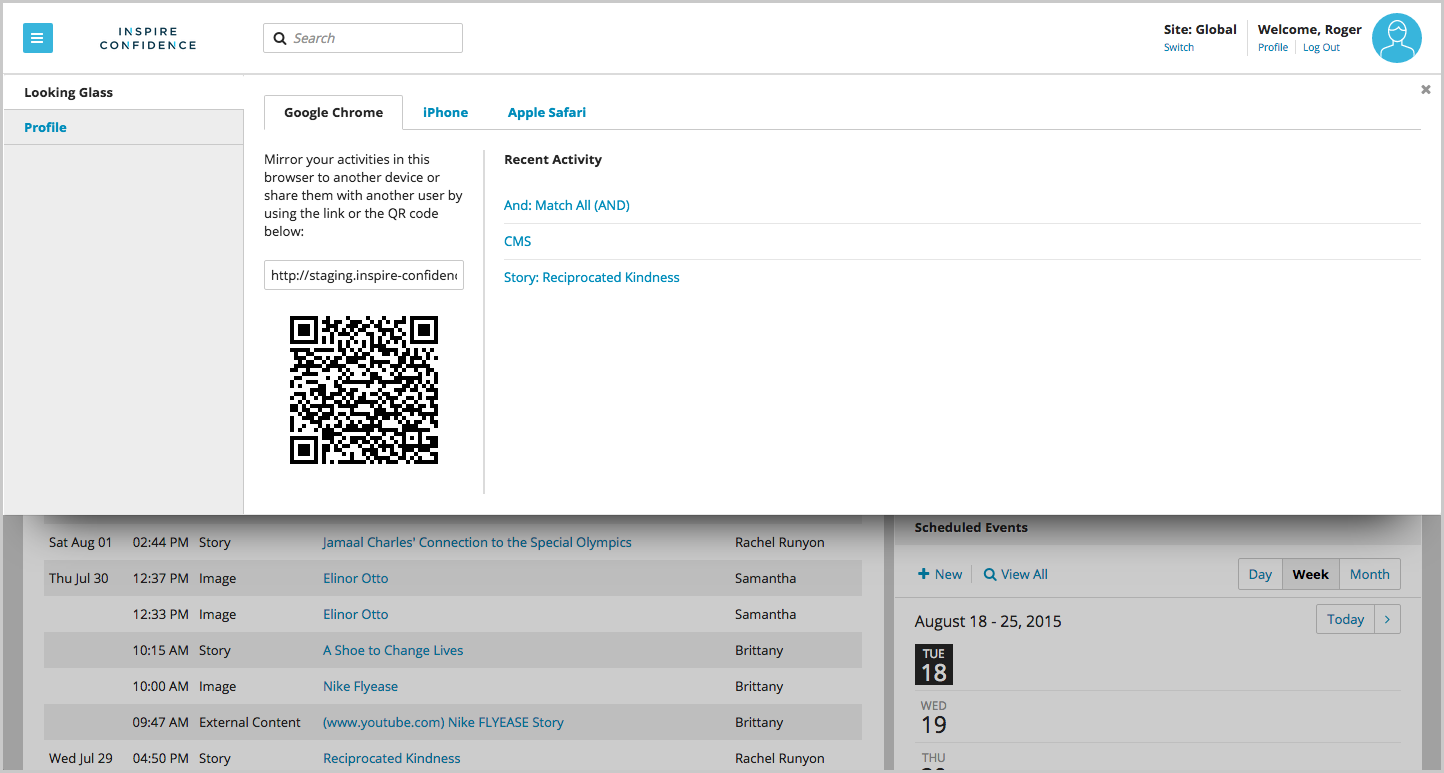 INSPIRE
CONFIDENCE
Search
Site: Global
Switch
Welcome, Roger
Profile
Log Out
Looking Glass
Profile
Google Chrome
iPhone
Apple Safari
Mirror your activities in this
browser to another device or
share them with another user by
using the link or the QR code
below:
http://staging.inspire-confidenc
Recent Activity
And: Match All (AND)
CMS
Story: Reciprocated Kindness
Sat Aug 01 02:44 PM Story Jamaal Charles' Connection to the Special Olympics Rachel Runyon
Thu Jul 30 12:37 PM Image Elinor Otto Samantha
12:33 PM Image Elinor Otto Samantha
10:15 AM Story A Shoe to Change Lives Brittany
10:00 AM Image Nike Flyease Brittany
09:47 AM External Content (www.youtube.com) Nike FLYEASE Story Brittany
Wed Jul 29 04:50 PM Story Reciprocated Kindness Rachel Runyon
Scheduled Events
New
View All
Day Week Month
August 18 - 25, 2015
Today
TUE
18
WED
19
THU